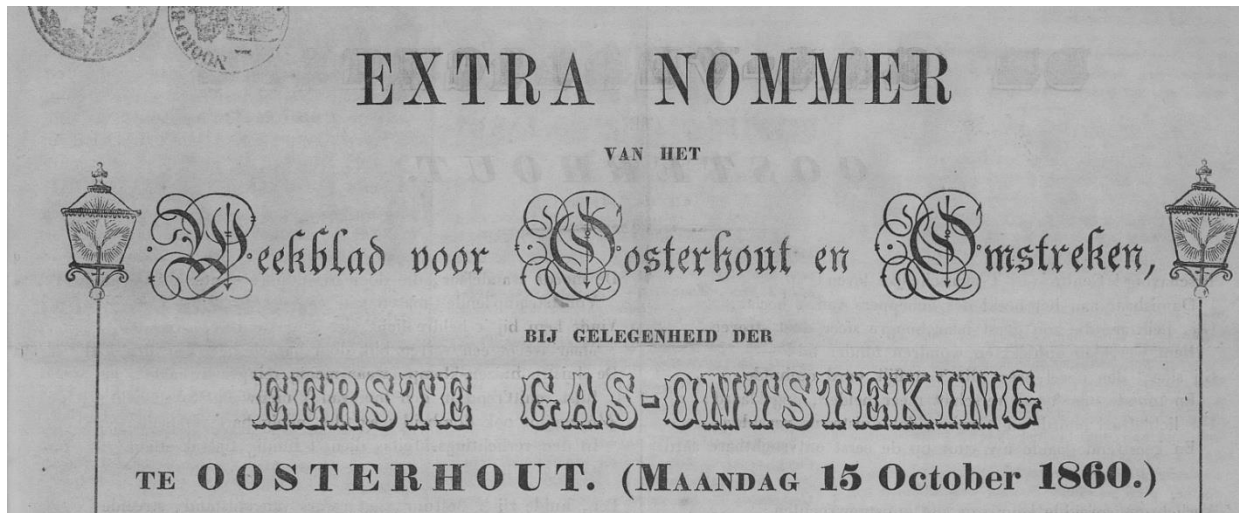 NOORD-B
EXTRA NOMMER
VAN HET
Weekblad voor Oosterhout en Omstreken,
BIJ GELEGENHEID DER
EERSTE GAS-ONTSTEKING
TE OOSTERHOUT. (MAANDAG 15 October 1860.)